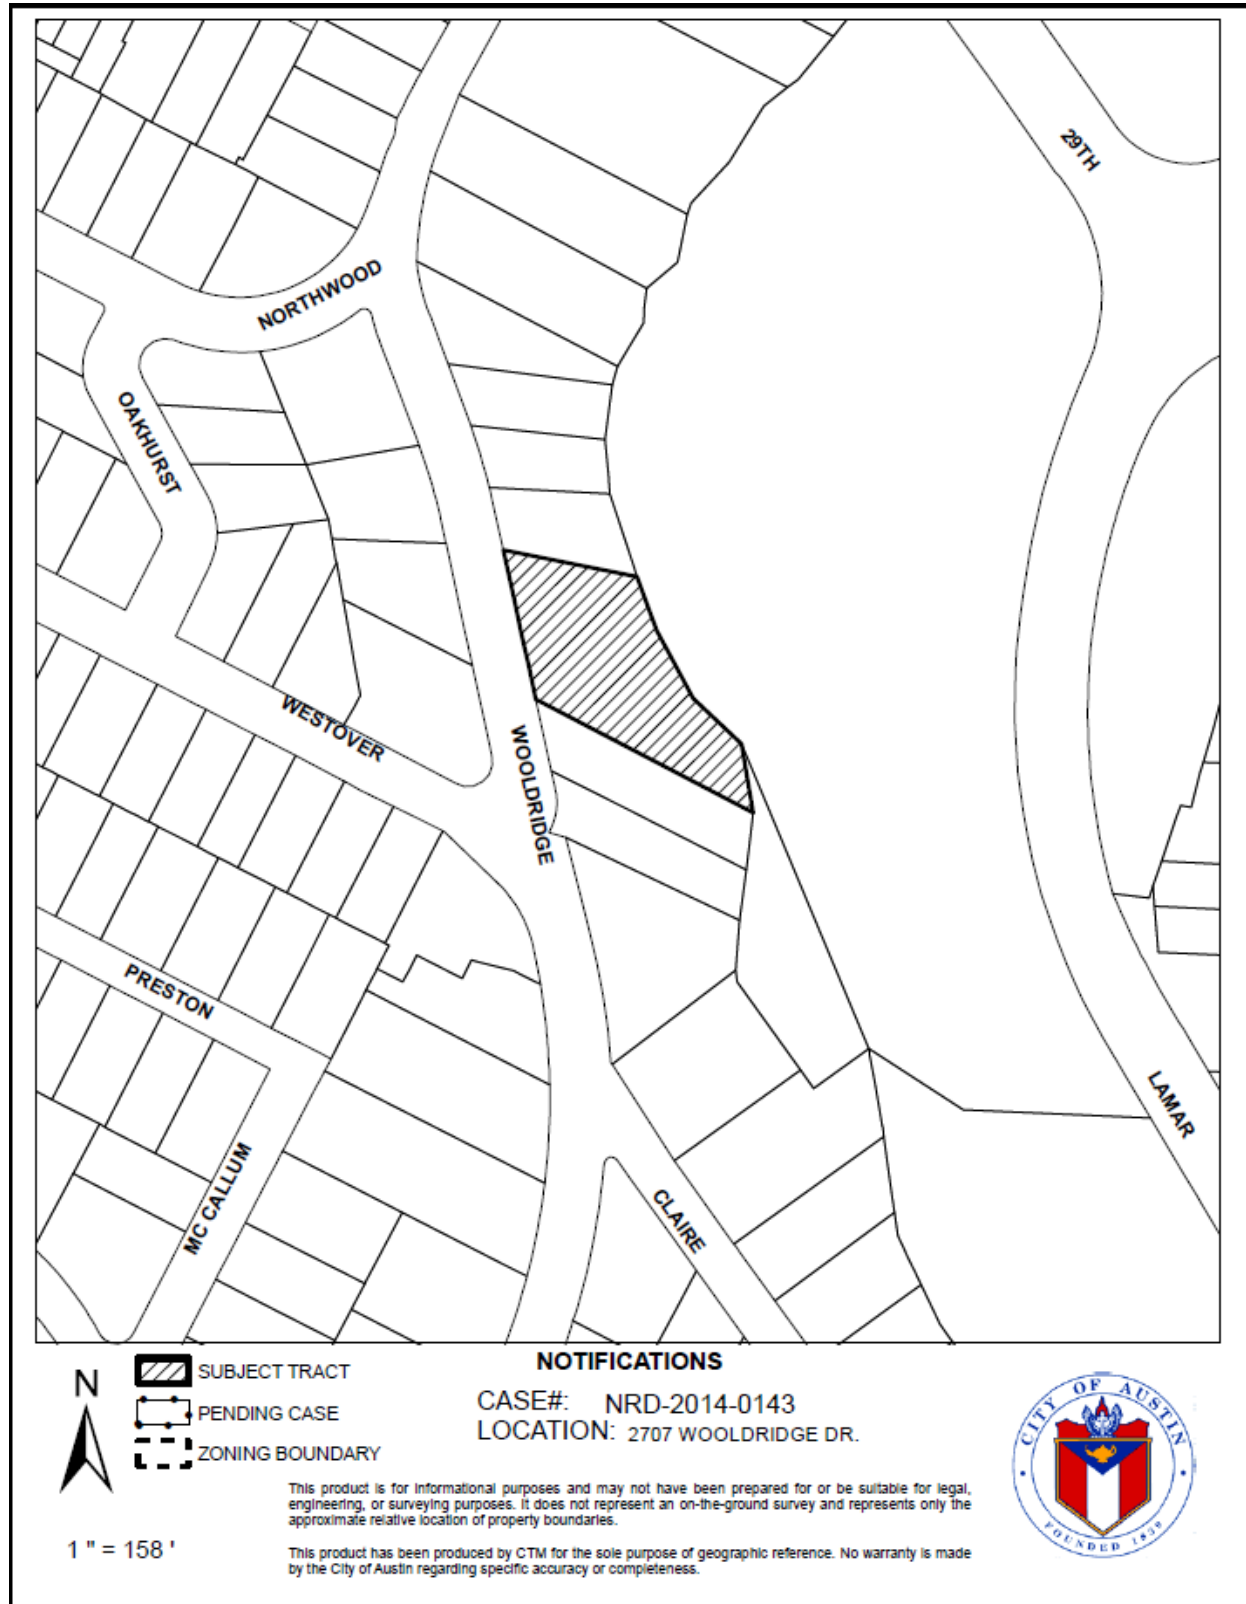 29TH
NORTHWOOD
OAKHURST
WESTOVER
WOOLDRIDGE
PRESTON
MC CALLUM
CLAIRE
LAMAR
N
SUBJECT TRACT
PENDING CASE
ZONING BOUNDARY
1 " = 158 '
NOTIFICATIONS
CASE#: NRD-2014-0143
LOCATION: 2707 WOOLDRIDGE DR.
This product is for informational purposes and may not have been prepared for or be suitable for legal,
engineering, or surveying purposes. It does not represent an on-the-ground survey and represents only the
approximate relative location of property boundaries.
This product has been produced by CTM for the sole purpose of geographic reference. No warranty is made
by the City of Austin regarding specific accuracy or completeness.
CITY OF AUSTIN
FOUNDED 1839